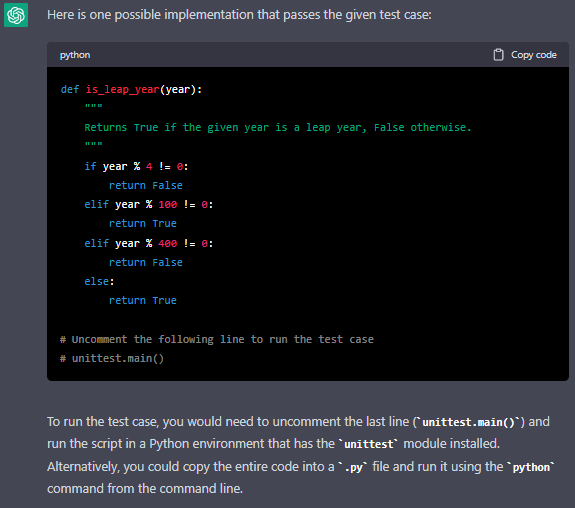 Here is one possible implementation that passes the given test case:
python
Copy code
def is_leap_year(year):
    """
    Returns True if the given year is a leap year, False otherwise.
    """
    if year % 4 != 0:
        return False
    elif year % 100 != 0:
        return True
    elif year % 400 != 0:
        return False
    else:
        return True
# Uncomment the following line to run the test case
# unittest.main()
To run the test case, you would need to uncomment the last line (`unittest.main()`) and
run the script in a Python environment that has the `unittest` module installed.
Alternatively, you could copy the entire code into a `.py` file and run it using the `python`
command from the command line.